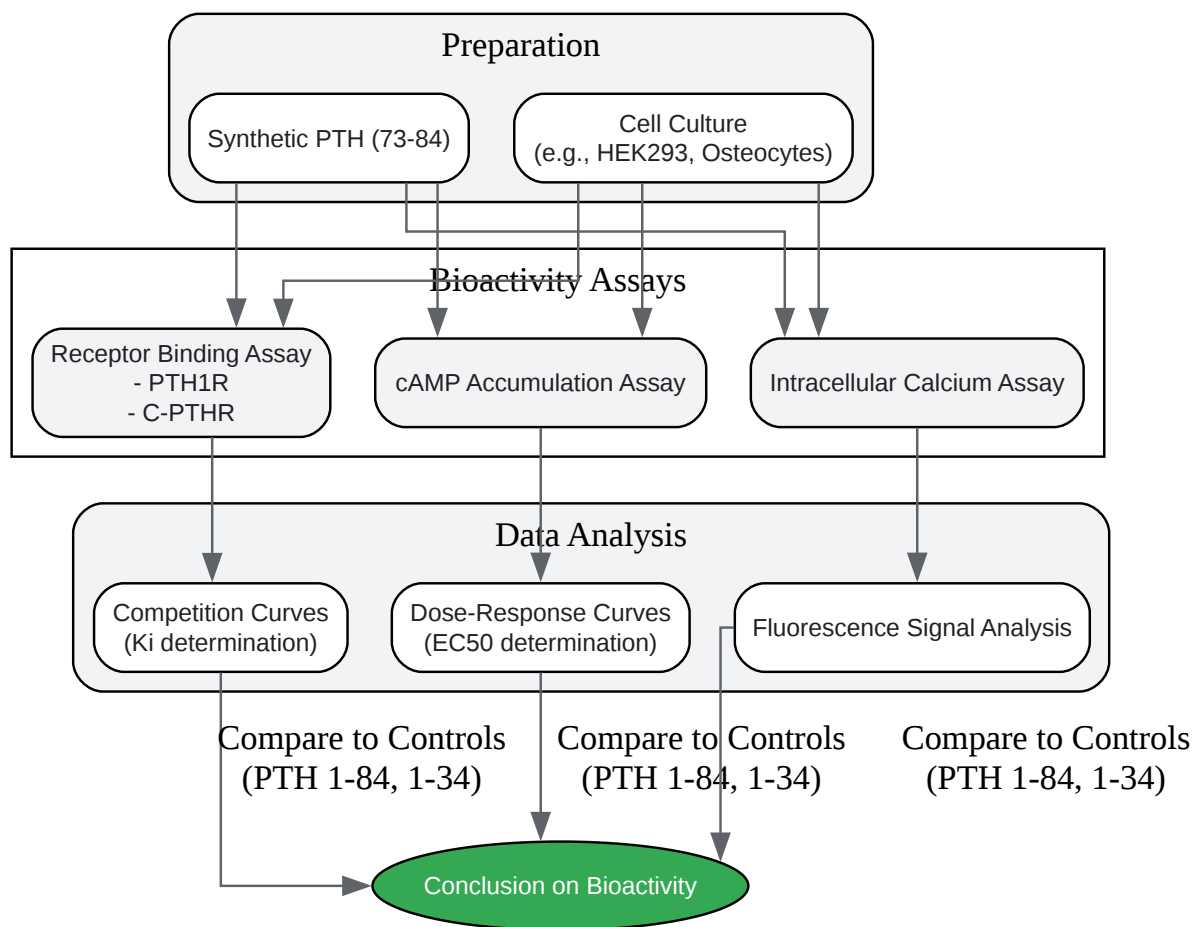 Preparation
Synthetic PTH (73-84)
Cell Culture
(e.g., HEK293, Osteocytes)
Bioactivity Assays
Receptor Binding Assay
- PTH1R
- C-PTHR
cAMP Accumulation Assay
Intracellular Calcium Assay
Data Analysis
Competition Curves
(Ki determination)
Dose-Response Curves
(EC50 determination)
Fluorescence Signal Analysis
Compare to Controls
(PTH 1-84, 1-34)
Compare to Controls
(PTH 1-84, 1-34)
Compare to Controls
(PTH 1-84, 1-34)
Conclusion on Bioactivity